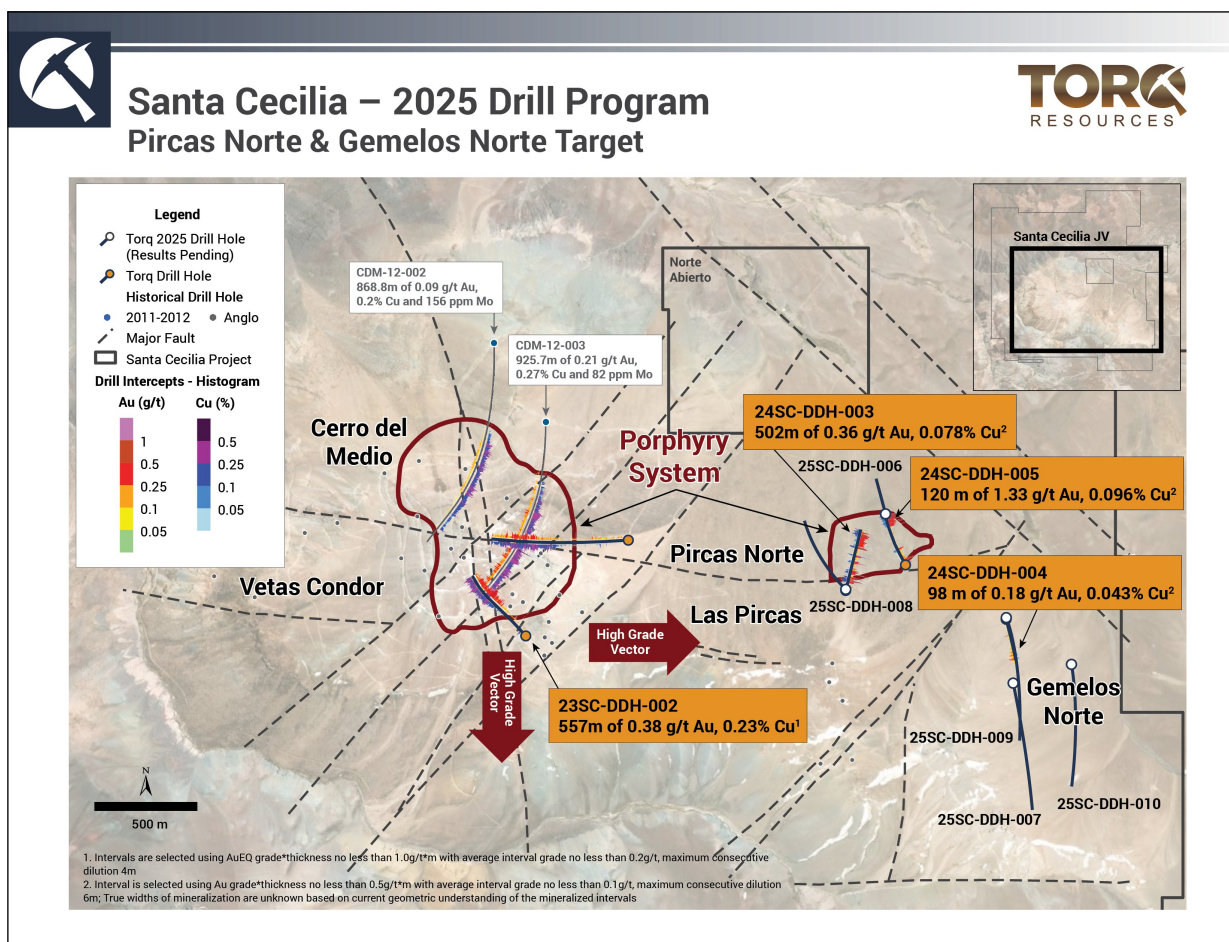 Santa Cecilia – 2025 Drill Program
Pircas Norte & Gemelos Norte Target
TORQ
RESOURCES
Legend
Torq 2025 Drill Hole
(Results Pending)
Torq Drill Hole
Historical Drill Hole
2011-2012
Anglo
Major Fault
Santa Cecilia Project
Drill Intercepts - Histogram
Au (g/t)
Cu (%)
1
0.5
0.25
0.1
0.05
0.5
0.25
0.1
0.05
CDM-12-002
868.8m of 0.09 g/t Au,
0.2% Cu and 156 ppm Mo
CDM-12-003
925.7m of 0.21 g/t Au,
0.27% Cu and 82 ppm Mo
Norte
Abierto
Santa Cecilia JV
Cerro del
Medio
Porphyry
System
24SC-DDH-003
502m of 0.36 g/t Au, 0.078% Cu²
25SC-DDH-006
24SC-DDH-005
120 m of 1.33 g/t Au, 0.096% Cu²
Pircas Norte
24SC-DDH-004
98 m of 0.18 g/t Au, 0.043% Cu²
Vetas Condor
Las Pircas
25SC-DDH-008
High Grade
Vector
High Grade
Vector
23SC-DDH-002
557m of 0.38 g/t Au, 0.23% Cu¹
Gemelos
Norte
25SC-DDH-009
25SC-DDH-010
25SC-DDH-007
N
500 m
1. Intervals are selected using AuEQ grade*thickness no less than 1.0g/t*m with average interval grade no less than 0.2g/t, maximum consecutive
dilution 4m
2. Interval is selected using Au grade*thickness no less than 0.5g/t*m with average interval grade no less than 0.1g/t, maximum consecutive dilution
6m; True widths of mineralization are unknown based on current geometric understanding of the mineralized intervals